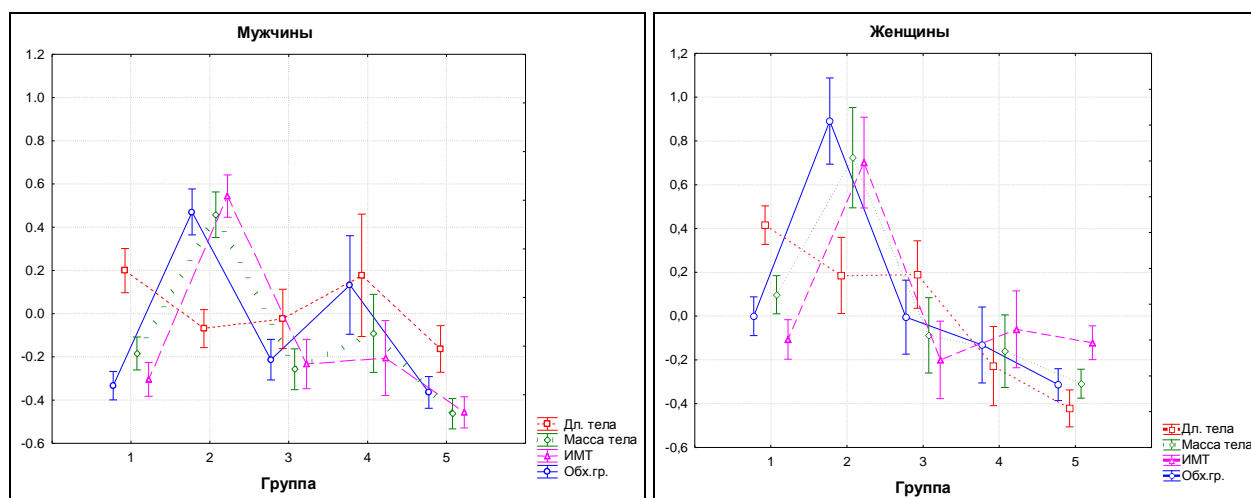 Мужчины
1.2
1.0
0.8
0.6
0.4
0.2
0.0
-0.2
-0.4
-0.6
1
2
3
4
5
Группа
Дл. тела
Масса тела
ИМТ
Обх.гр.
Женщины
1,2
1,0
0,8
0,6
0,4
0,2
0,0
-0,2
-0,4
-0,6
1
2
3
4
5
Группа
Дл. тела
Масса тела
ИМТ
Обх.гр.